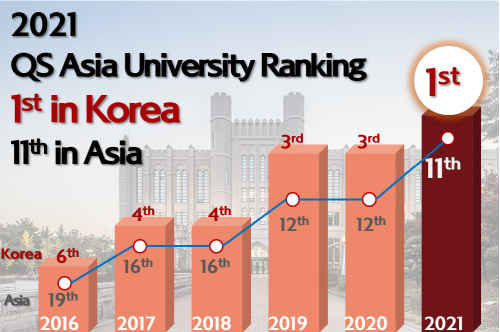 2021
QS Asia University Ranking
1st in Korea
11th in Asia
1st
3rd
3rd
11th
4th
4th
12th
12th
Korea 6th
16th
16th
Asia 19th
2016 2017 2018 2019 2020 2021